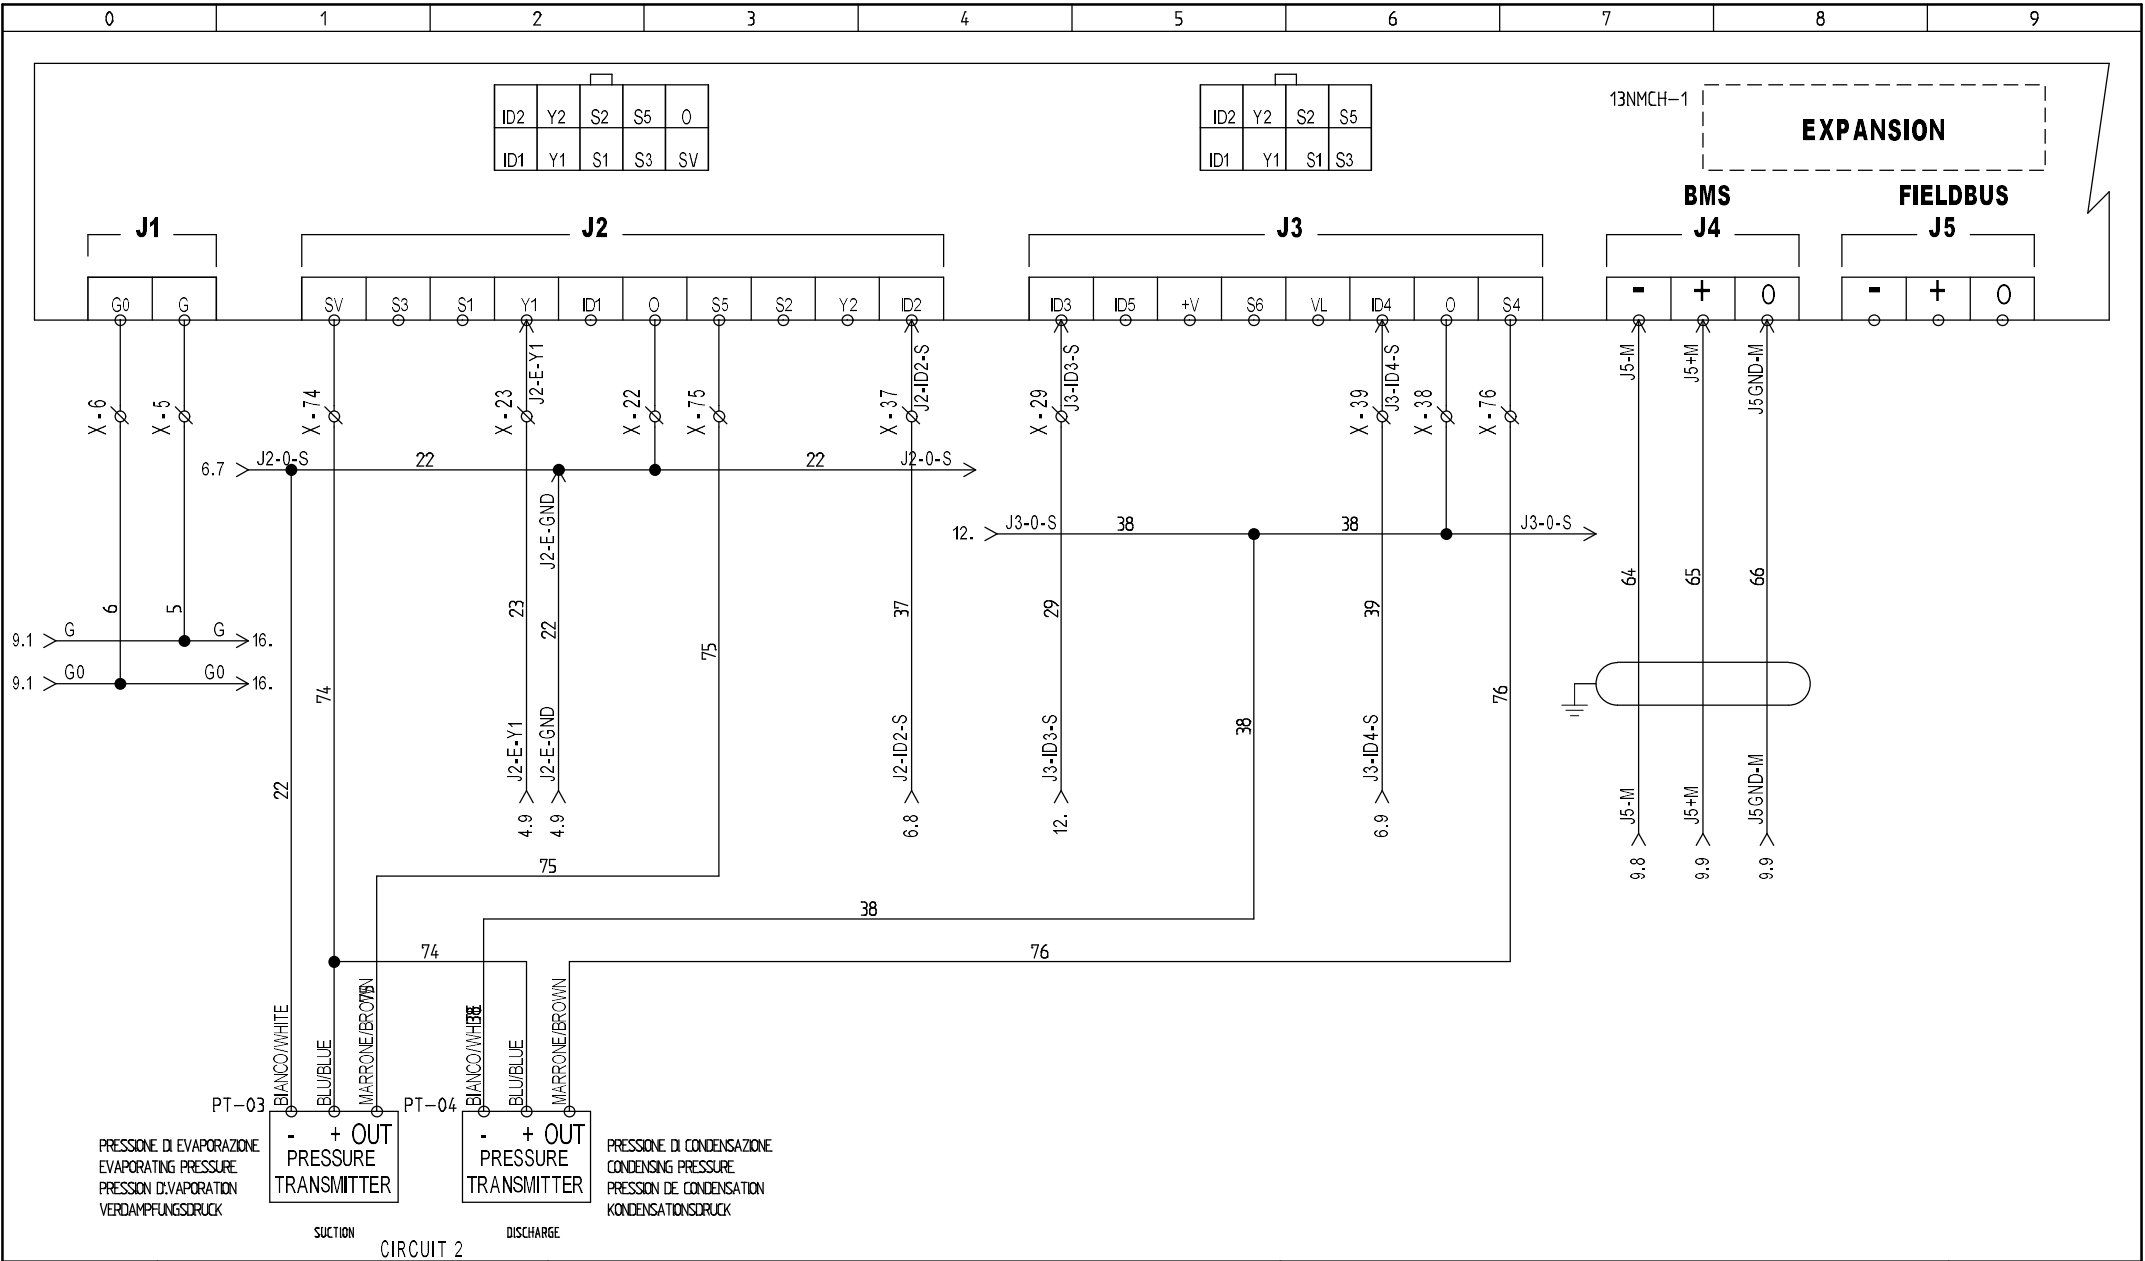 0 1 2 3 4 5 6 7 8 9
ID2 Y2 S2 S5 O
ID1 Y1 S1 S3 SV
ID2 Y2 S2 S5
ID1 Y1 S1 S3
13NMCH-1
EXPANSION
BMS
FIELDBUS
J1
J2
J3
J4
J5
G0 G
SV S3 S1 Y1 ID1 O S5 S2 Y2 ID2
ID3 ID5 +V S6 VL ID4 O S4
- + O
- + O
J2-E-Y1
J2-ID2-S
J3-ID3-S
J3-ID4-S
J5-M
J5+M
J5GND-M
X-6
X-5
X-74
X-23
X-22
X-75
X-37
X-29
X-39
X-38
X-76
6.7 J2-0-S 22 22 J2-0-S
J2-E-GND
12. J3-0-S 38 38 J3-0-S
64
65
66
6
5
23
22
37
29
39
9.1 G G 16.
9.1 G0 G0 16.
75
74
76
38
22
J2-E-Y1
J2-E-GND
J2-ID2-S
J3-ID3-S
J3-ID4-S
J5-M
J5+M
J5GND-M
4.9
4.9
6.8
12.
6.9
9.8
9.9
9.9
75
38
74
76
BIANCO/WHITE
BLU/BLUE
MARRONE/BROWN
75
BIANCO/WHITE
38
BLU/BLUE
MARRONE/BROWN
PT-03
PT-04
- + OUT
PRESSURE
TRANSMITTER
- + OUT
PRESSURE
TRANSMITTER
PRESSIONE DI EVAPORAZIONE
EVAPORATING PRESSURE
PRESSION D'VAPORATION
VERDAMPFUNGSDRUCK
PRESSIONE DI CONDENSAZIONE
CONDENSING PRESSURE
PRESSION DE CONDENSATION
KONDENSATIONSDRUCK
SUCTION
DISCHARGE
CIRCUIT 2